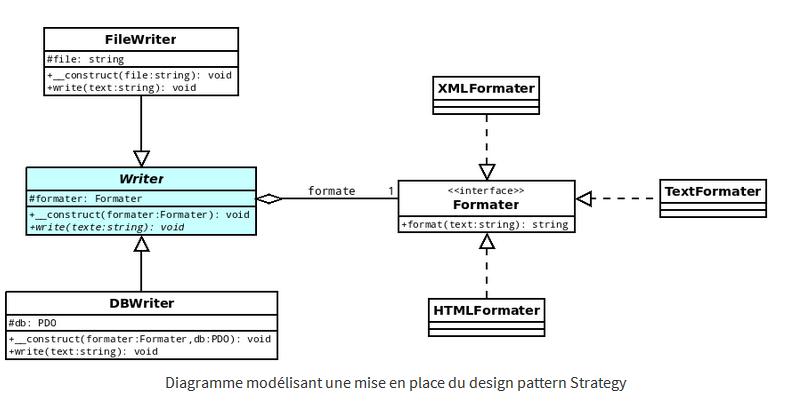 FileWriter
#file: string
+__construct(file:string): void
+write(text:string): void
XMLFormater
Writer
#formater: Formater
+__construct(formater:Formater): void
+write(texte:string): void
formate 1
<<interface>>
Formater
+format(text:string): string
TextFormater
DBWriter
#db: PDO
+__construct(formater:Formater,db:PDO): void
+write(text:string): void
HTMLFormater
Diagramme modélisant une mise en place du design pattern Strategy